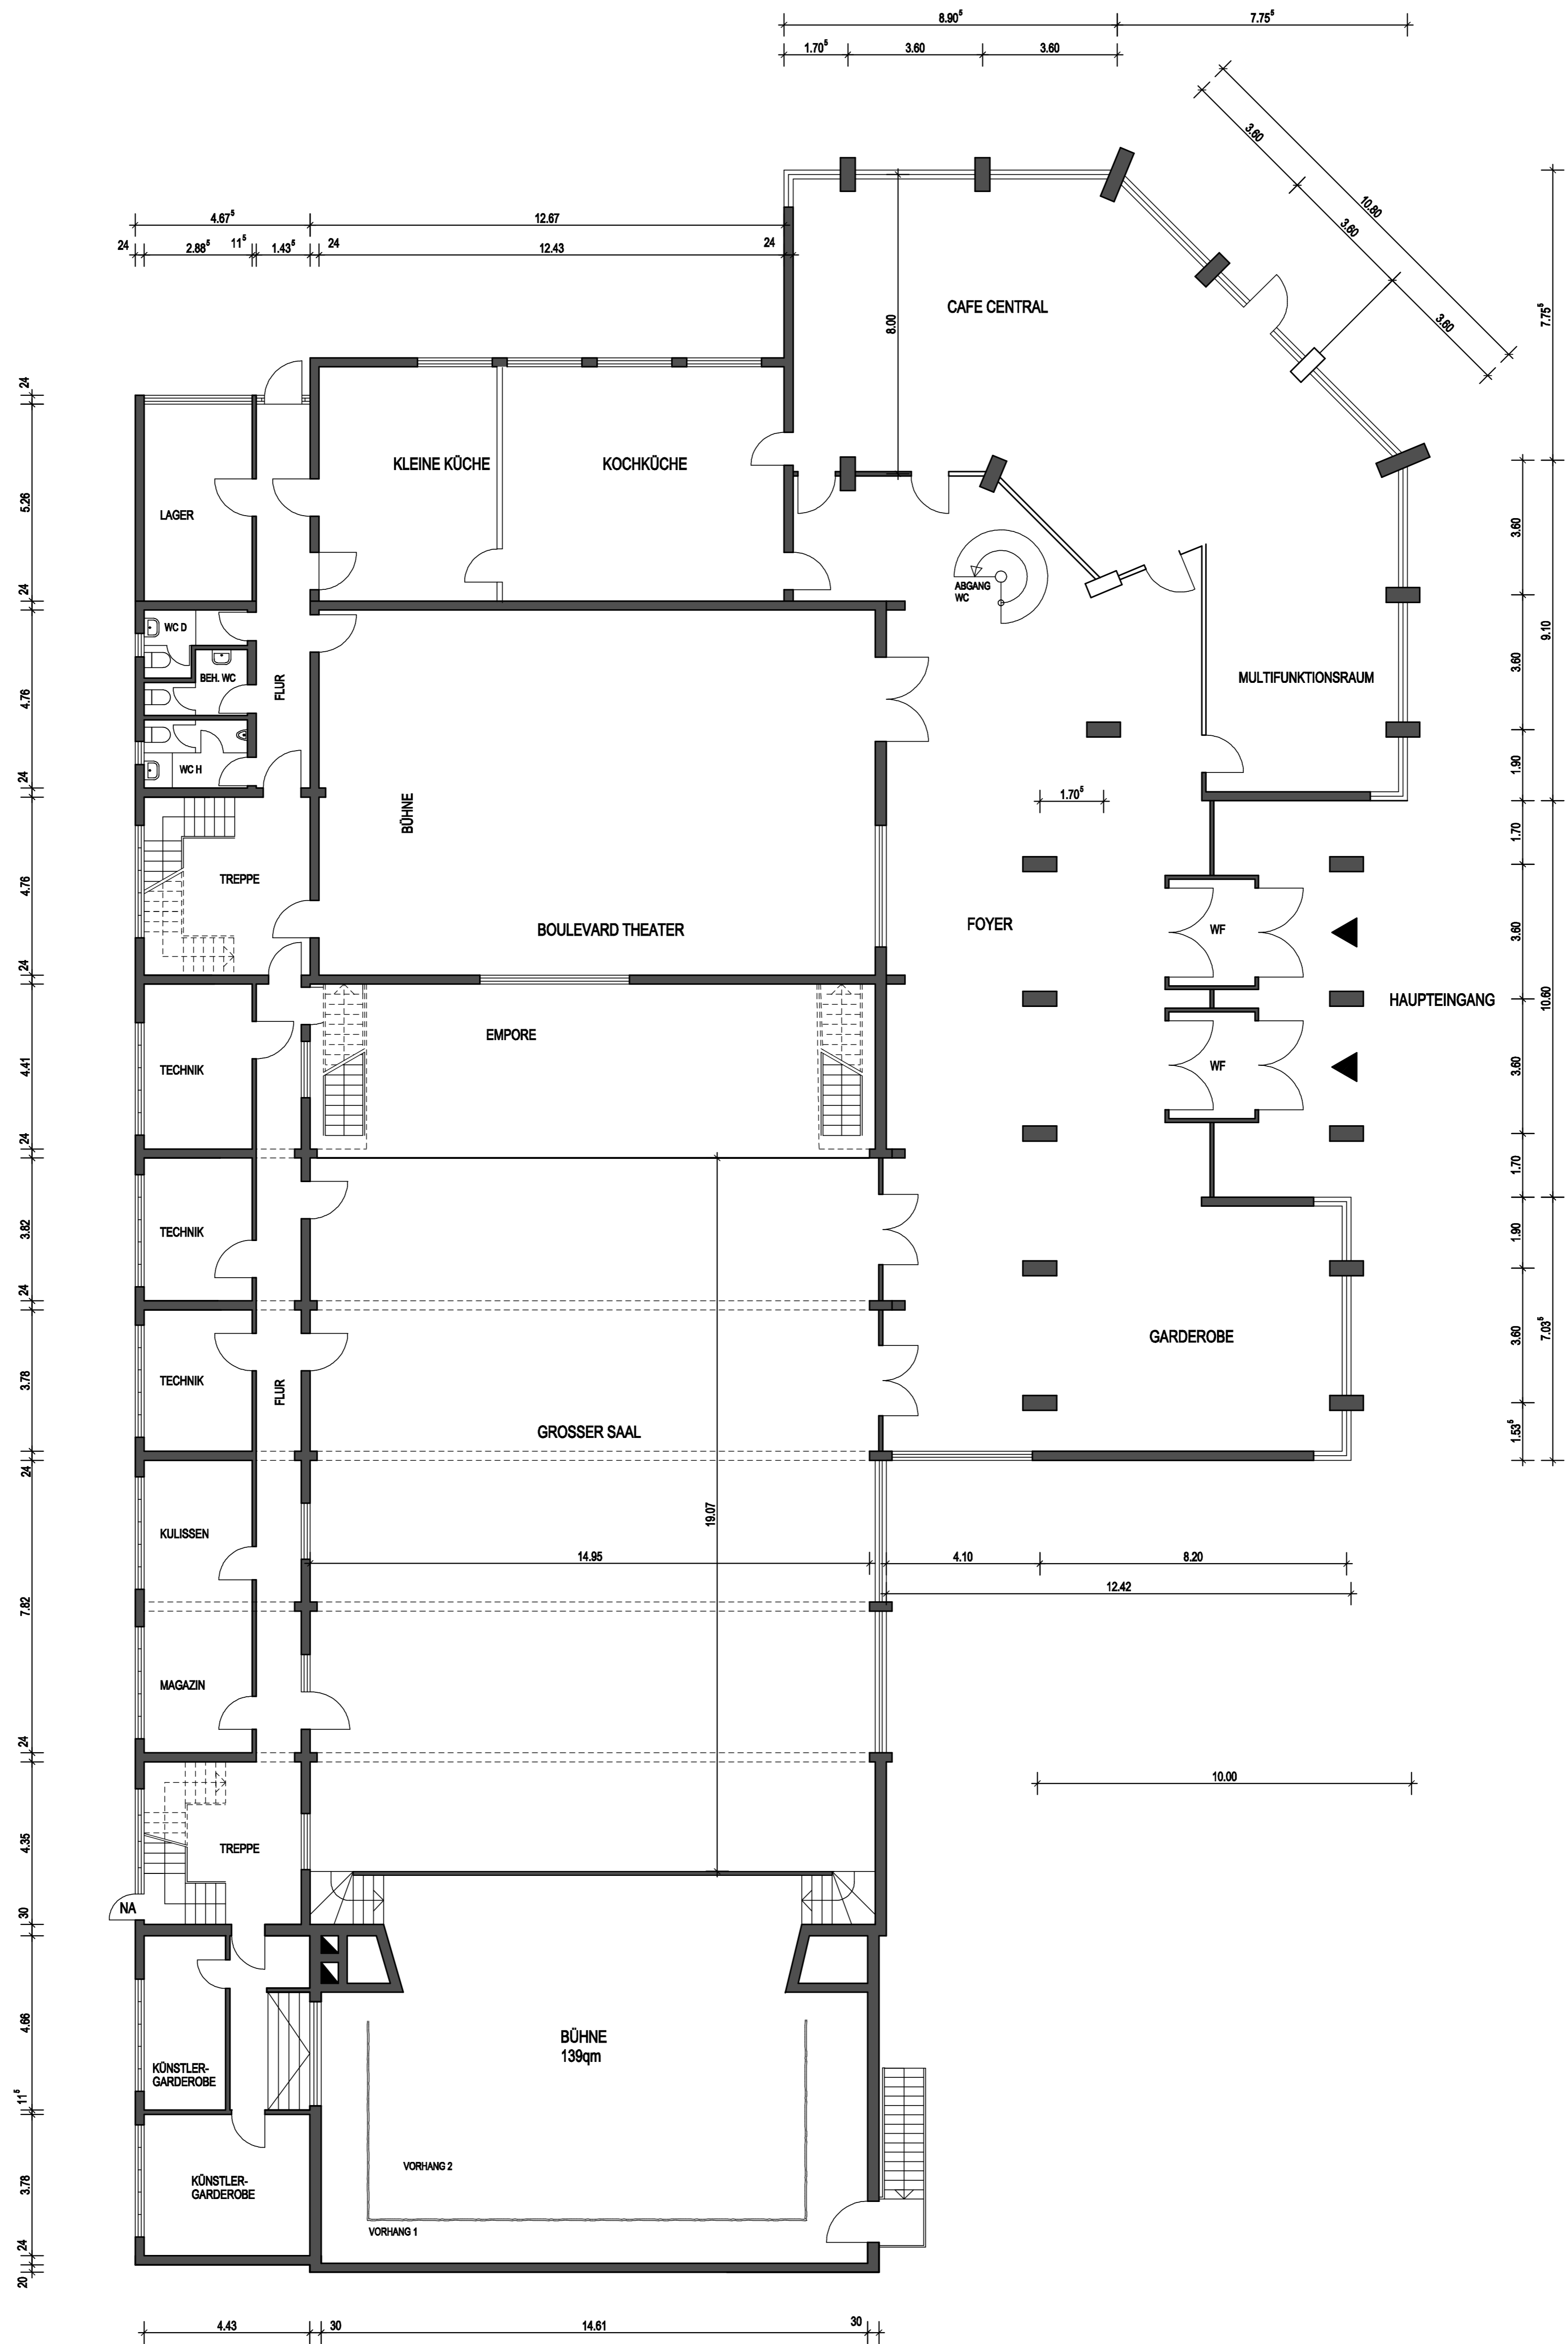 8.90⁵ 7.75⁵
1.70⁵ 3.60 3.60
3.60
10.80
3.60
3.60
4.67⁵ 12.67
24 2.88⁵ 11⁵ 1.43⁵ 24 12.43 24
8.00
CAFE CENTRAL
7.75⁵
24
KLEINE KÜCHE KOCHKÜCHE
5.26
LAGER
3.60
24
ABGANG
WC
WC D
BEH. WC
FLUR
4.76
WC H
9.10
3.60
MULTIFUNKTIONSRAUM
1.90
24
1.70⁵
BÜHNE
1.70
TREPPE
4.76
BOULEVARD THEATER
FOYER
WF
3.60
24
HAUPTEINGANG
10.60
EMPORE
TECHNIK
4.41
WF
3.60
24
1.70
TECHNIK
3.82
1.90
24
GARDEROBE
3.60
7.03⁵
TECHNIK
3.78
FLUR
GROSSER SAAL
1.53⁵
24
KULISSEN
19.07
14.95 4.10 8.20
12.42
7.82
MAGAZIN
24
10.00
TREPPE
4.35
NA
30
BÜHNE
139qm
4.66
KÜNSTLER-
GARDEROBE
11⁵
VORHANG 2
KÜNSTLER-
GARDEROBE
3.78
VORHANG 1
24
20
4.43 30 14.61 30